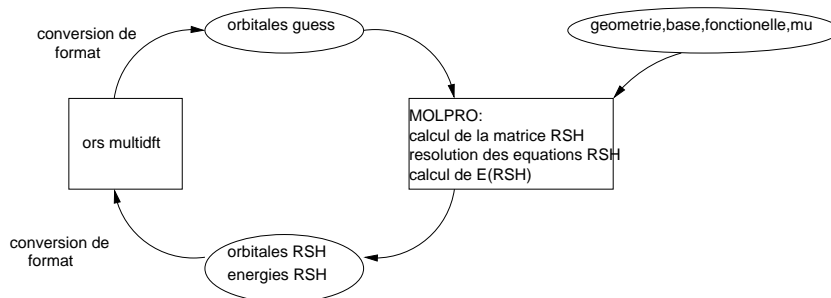 conversion de
format
orbitales guess
geometrie,base,fonctionelle,mu
ors multidft
MOLPRO:
calcul de la matrice RSH
resolution des equations RSH
calcul de E(RSH)
conversion de
format
orbitales RSH
energies RSH